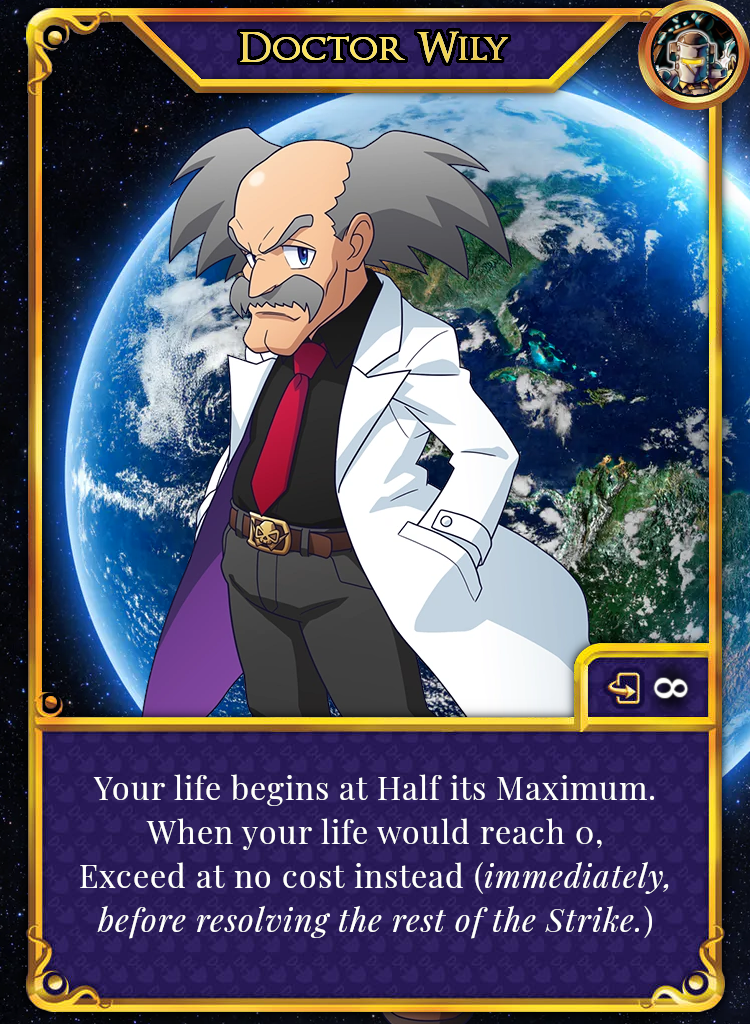 Doctor Wily
∞
Your life begins at Half its Maximum.
When your life would reach 0,
Exceed at no cost instead (immediately,
before resolving the rest of the Strike.)